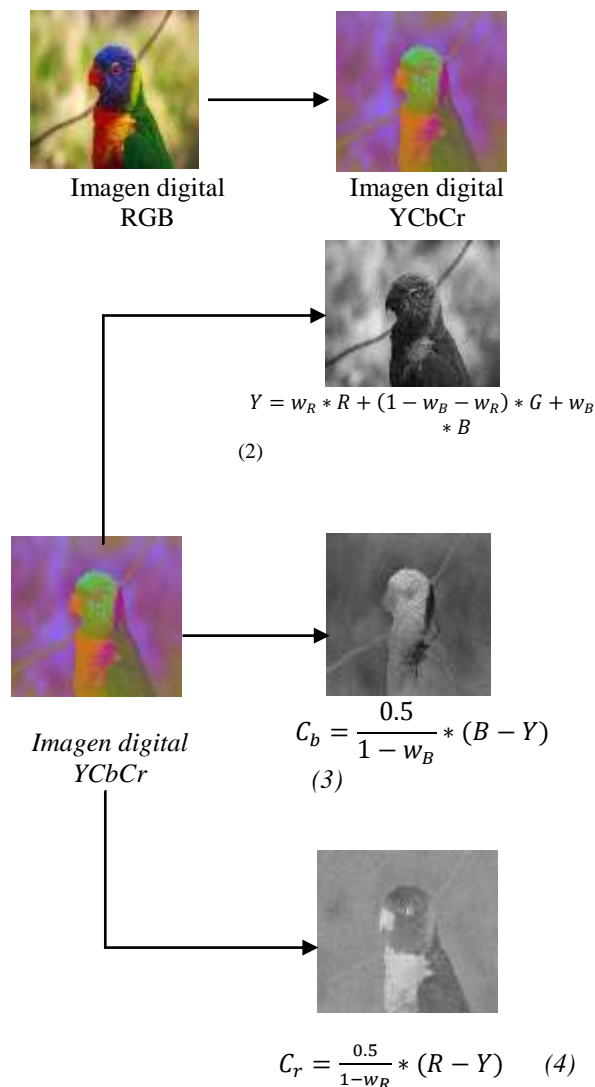 Imagen digital
RGB
Imagen digital
YCbCr
Y = w_R * R + (1 − w_B − w_R) * G + w_B
* B
(2)
Imagen digital
YCbCr
C_b = 0.5 / (1 − w_B) * (B − Y)
(3)
C_r = 0.5 / (1−w_R) * (R − Y) (4)